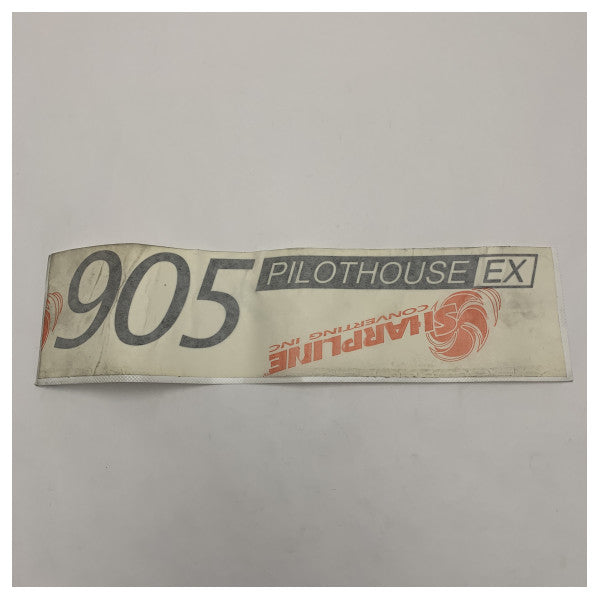 905 PILOTHOUSE EX
SHARPLINE
CONVERTING INC